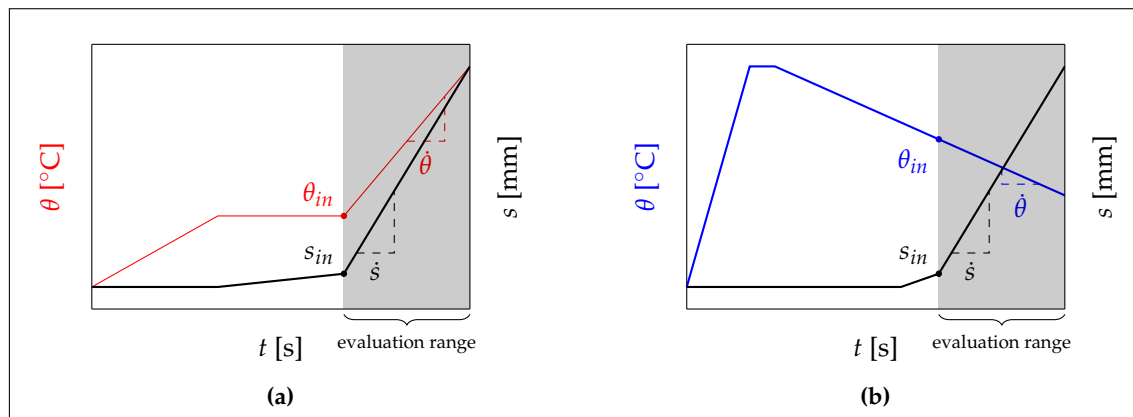 θ [°C]
θ_in
θ̇
s_in
ṡ
s [mm]
t [s]
evaluation range
(a)
θ [°C]
θ_in
θ̇
s_in
ṡ
s [mm]
t [s]
evaluation range
(b)